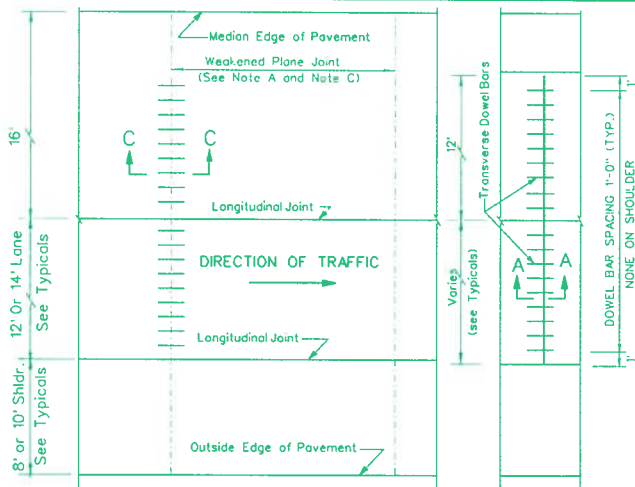 Median Edge of Pavement
Weakened Plane Joint
(See Note A and Note C)
16'
C C
Longitudinal Joint
12' Or 14' Lane
See Typicals
DIRECTION OF TRAFFIC
Longitudinal Joint
8' or 10' Shldr.
See Typicals
Outside Edge of Pavement
12'
Transverse Dowel Bars
Varies
(see Typicals)
A A
1"
DOWEL BAR SPACING 1'-0" (TYP.)
NONE ON SHOULDER